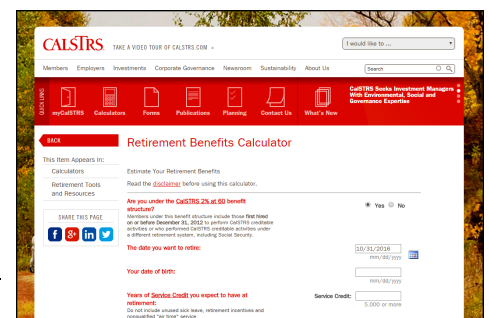 CALSTRS
TAKE A VIDEO TOUR OF CALSTRS.COM »
I would like to ...
Members Employers Investments Corporate Governance Newsroom Sustainability About Us
Search
QUICK LINKS
myCalSTRS Calculators Forms Publications Planning Contact Us What's New
CalSTRS Seeks Investment Managers
With Environmental, Social and
Governance Expertise
BACK
Retirement Benefits Calculator
This Item Appears In:
Calculators
Retirement Tools
and Resources
SHARE THIS PAGE
Estimate Your Retirement Benefits
Read the disclaimer before using this calculator.
Are you under the CalSTRS 2% at 60 benefit
structure?
Yes No
Members under this benefit structure include those first hired
on or before December 31, 2012 to perform CalSTRS creditable
activities or who performed CalSTRS creditable activities under
a different retirement system, including Social Security.
The date you want to retire:
10/31/2016
mm/dd/yyyy
Your date of birth:
mm/dd/yyyy
Years of Service Credit you expect to have at
retirement:
Service Credit:
5.000 or more
Do not include unused sick leave, retirement incentives and
nonqualified "air time" service.